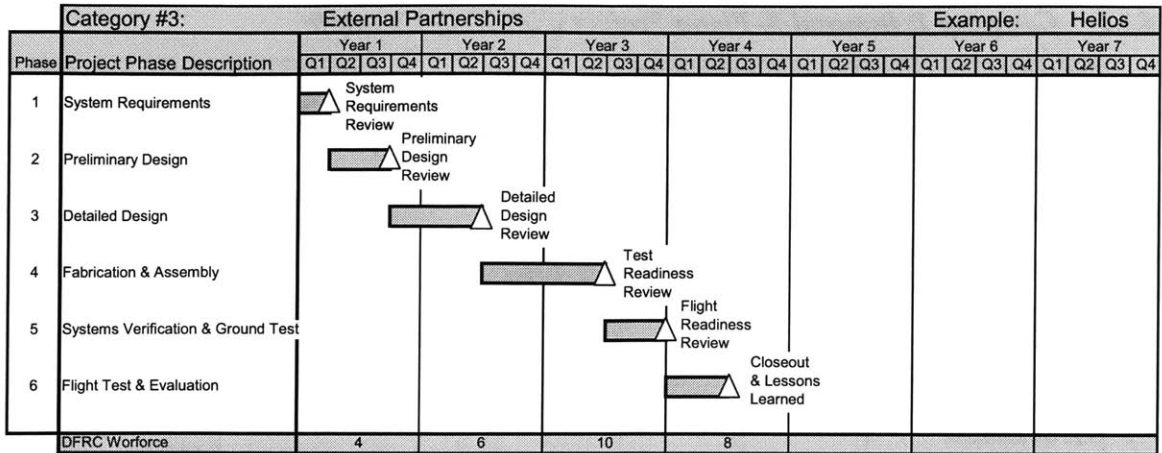 Category #3: External Partnerships Example: Helios
Year 1 Year 2 Year 3 Year 4 Year 5 Year 6 Year 7
Phase Project Phase Description Q1 Q2 Q3 Q4 Q1 Q2 Q3 Q4 Q1 Q2 Q3 Q4 Q1 Q2 Q3 Q4 Q1 Q2 Q3 Q4 Q1 Q2 Q3 Q4 Q1 Q2 Q3 Q4
1 System Requirements
System
Requirements
Review
2 Preliminary Design
Preliminary
Design
Review
3 Detailed Design
Detailed
Design
Review
4 Fabrication & Assembly
Test
Readiness
Review
5 Systems Verification & Ground Test
Flight
Readiness
Review
6 Flight Test & Evaluation
Closeout
& Lessons
Learned
DFRC Worforce 4 6 10 8